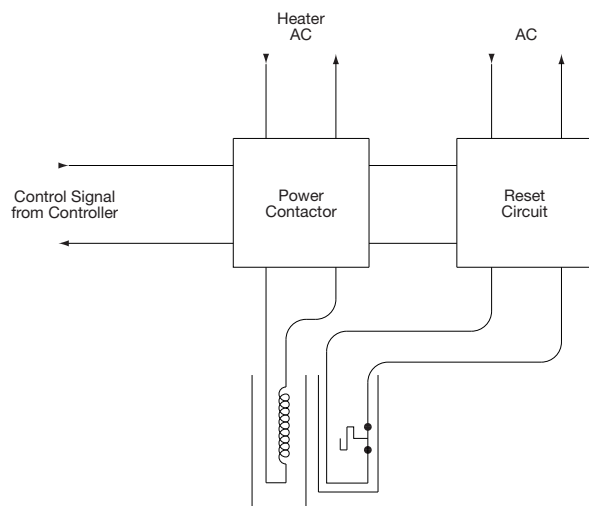 Heater
AC
AC
Control Signal
from Controller
Power
Contactor
Reset
Circuit